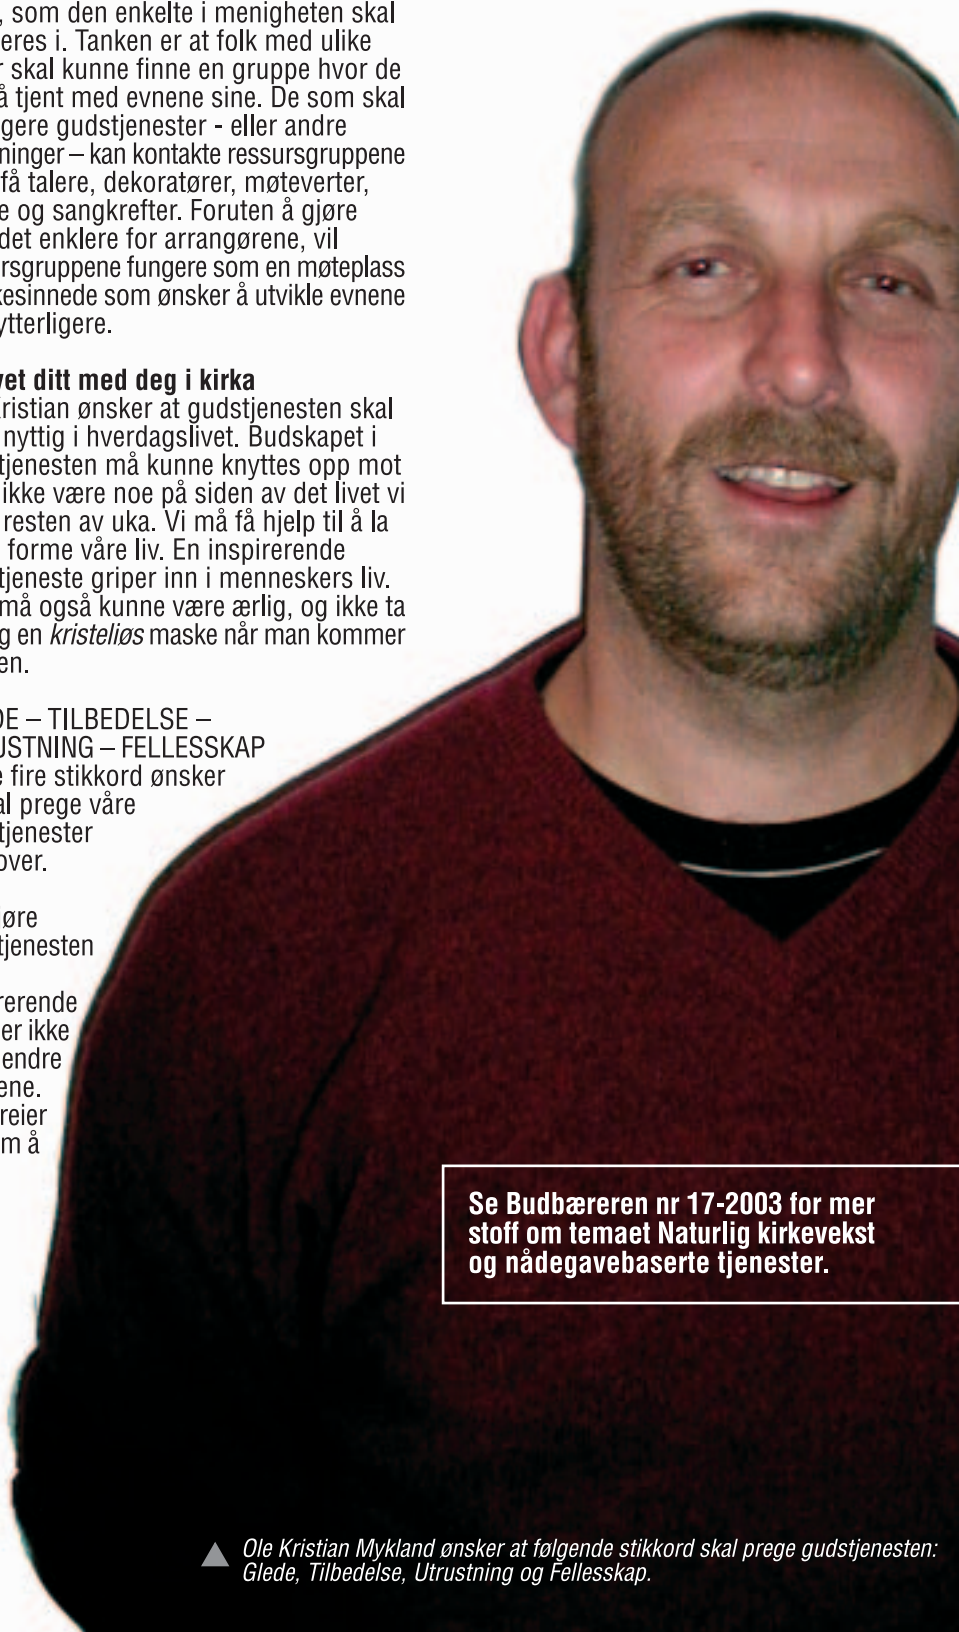 , som den enkelte i menigheten skal
eres i. Tanken er at folk med ulike
r skal kunne finne en gruppe hvor de
å tjent med evnene sine. De som skal
gere gudstjenester - eller andre
ninger – kan kontakte ressursgruppene
få talere, dekoratører, møteverter,
e og sangkrefter. Foruten å gjøre
det enklere for arrangørene, vil
rsgruppene fungere som en møteplass
kesinnede som ønsker å utvikle evnene
ytterligere.
vet ditt med deg i kirka
Kristian ønsker at gudstjenesten skal
nyttig i hverdagslivet. Budskapet i
tjenesten må kunne knyttes opp mot
ikke være noe på siden av det livet vi
resten av uka. Vi må få hjelp til å la
forme våre liv. En inspirerende
tjeneste griper inn i menneskers liv.
må også kunne være ærlig, og ikke ta
g en kristeliøs maske når man kommer
en.
DE – TILBEDELSE –
USTNING – FELLESSKAP
e fire stikkord ønsker
al prege våre
tjenester
over.
jøre
tjenesten
rerende
er ikke
endre
ene.
reier
m å
Se Budbæreren nr 17-2003 for mer
stoff om temaet Naturlig kirkevekst
og nådegavebaserte tjenester.
Ole Kristian Mykland ønsker at følgende stikkord skal prege gudstjenesten:
Glede, Tilbedelse, Utrustning og Fellesskap.